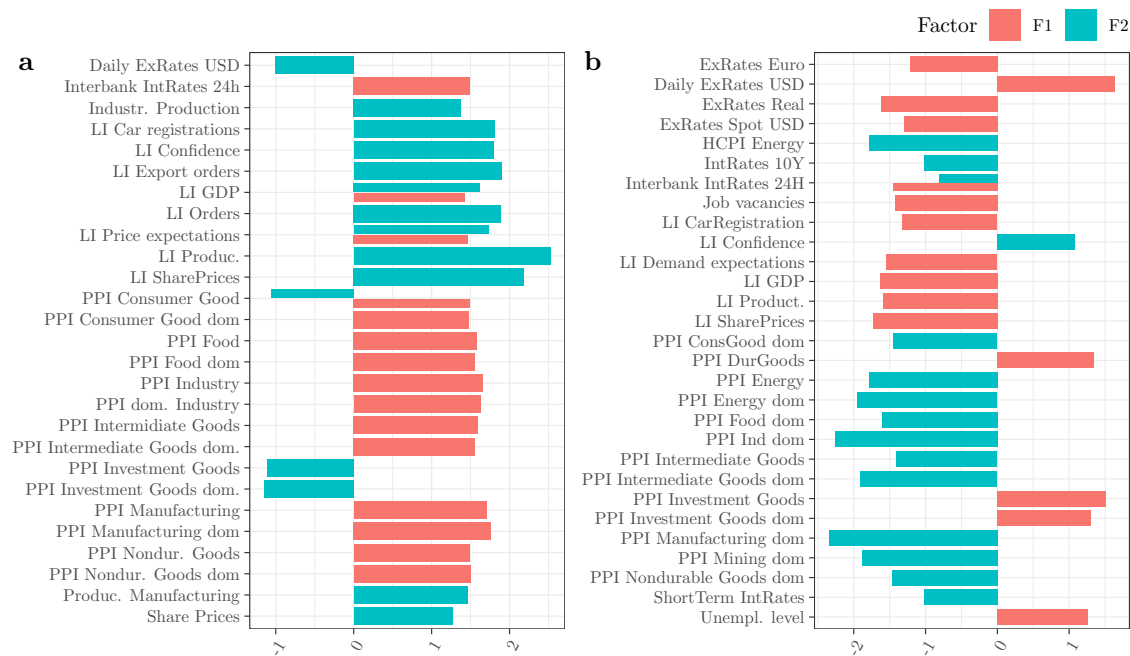 Factor F1 F2
a
Daily ExRates USD
Interbank IntRates 24h
Industr. Production
LI Car registrations
LI Confidence
LI Export orders
LI GDP
LI Orders
LI Price expectations
LI Produc.
LI SharePrices
PPI Consumer Good
PPI Consumer Good dom
PPI Food
PPI Food dom
PPI Industry
PPI dom. Industry
PPI Intermidiate Goods
PPI Intermediate Goods dom.
PPI Investment Goods
PPI Investment Goods dom.
PPI Manufacturing
PPI Manufacturing dom
PPI Nondur. Goods
PPI Nondur. Goods dom
Produc. Manufacturing
Share Prices
-1 0 1 2
b
ExRates Euro
Daily ExRates USD
ExRates Real
ExRates Spot USD
HCPI Energy
IntRates 10Y
Interbank IntRates 24H
Job vacancies
LI CarRegistration
LI Confidence
LI Demand expectations
LI GDP
LI Product.
LI SharePrices
PPI ConsGood dom
PPI DurGoods
PPI Energy
PPI Energy dom
PPI Food dom
PPI Ind dom
PPI Intermediate Goods
PPI Intermediate Goods dom
PPI Investment Goods
PPI Investment Goods dom
PPI Manufacturing dom
PPI Mining dom
PPI Nondurable Goods dom
ShortTerm IntRates
Unempl. level
-2 -1 0 1